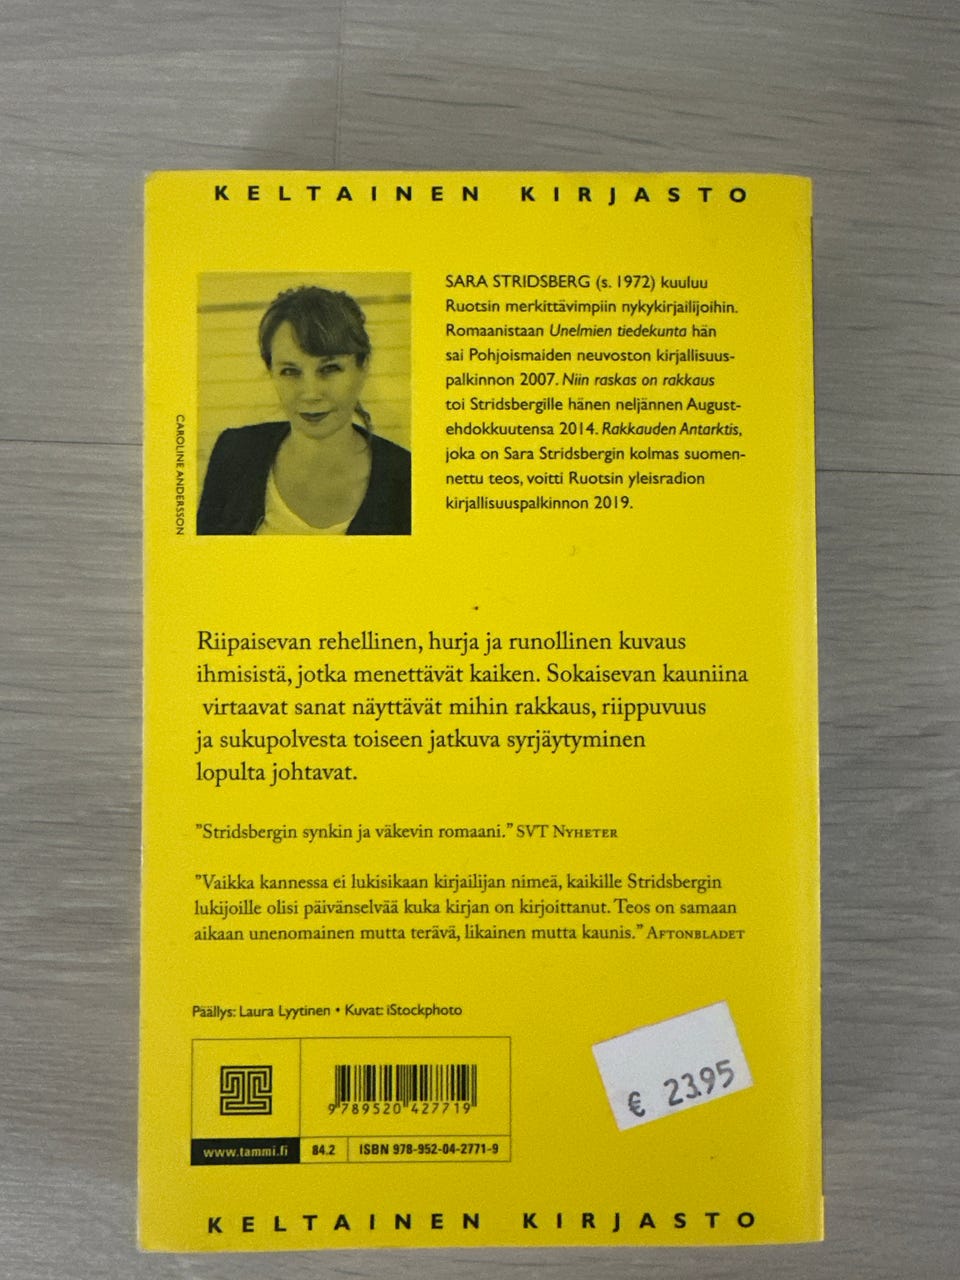 KELTAINEN KIRJASTO
CAROLINE ANDERSSON
SARA STRIDSBERG (s. 1972) kuuluu
Ruotsin merkittävimpiin nykykirjailijoihin.
Romaanistaan Unelmien tiedekunta hän
sai Pohjoismaiden neuvoston kirjallisuus-
palkinnon 2007. Niin raskas on rakkaus
toi Stridsbergille hänen neljännen August-
ehdokkuutensa 2014. Rakkauden Antarktis,
joka on Sara Stridsbergin kolmas suomen-
nettu teos, voitti Ruotsin yleisradion
kirjallisuuspalkinnon 2019.
Riipaisevan rehellinen, hurja ja runollinen kuvaus
ihmisistä, jotka menettävät kaiken. Sokaisevan kauniina
virtaavat sanat näyttävät mihin rakkaus, riippuvuus
ja sukupolvesta toiseen jatkuva syrjäytyminen
lopulta johtavat.
"Stridsbergin synkin ja väkevin romaani." SVT NYHETER
"Vaikka kannessa ei lukisikaan kirjailijan nimeä, kaikille Stridsbergin
lukijoille olisi päivänselvää kuka kirjan on kirjoittanut. Teos on samaan
aikaan unenomainen mutta terävä, likainen mutta kaunis." AFTONBLADET
Päällys: Laura Lyytinen • Kuvat: iStockphoto
€ 23.95
9 789520 427719
www.tammi.fi
84.2
ISBN 978-952-04-2771-9
KELTAINEN KIRJASTO